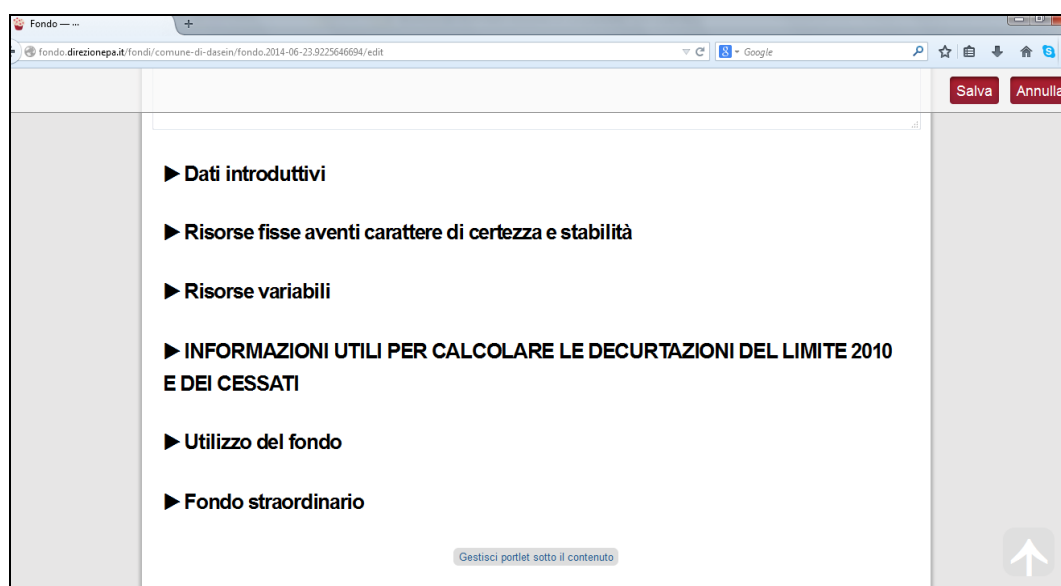 Fondo — ...
fondo.direzionepa.it/fondi/comune-di-dasein/fondo.2014-06-23.9225646694/edit
Google
Salva
Annulla
▶ Dati introduttivi
▶ Risorse fisse aventi carattere di certezza e stabilità
▶ Risorse variabili
▶ INFORMAZIONI UTILI PER CALCOLARE LE DECURTAZIONI DEL LIMITE 2010
E DEI CESSATI
▶ Utilizzo del fondo
▶ Fondo straordinario
Gestisci portlet sotto il contenuto